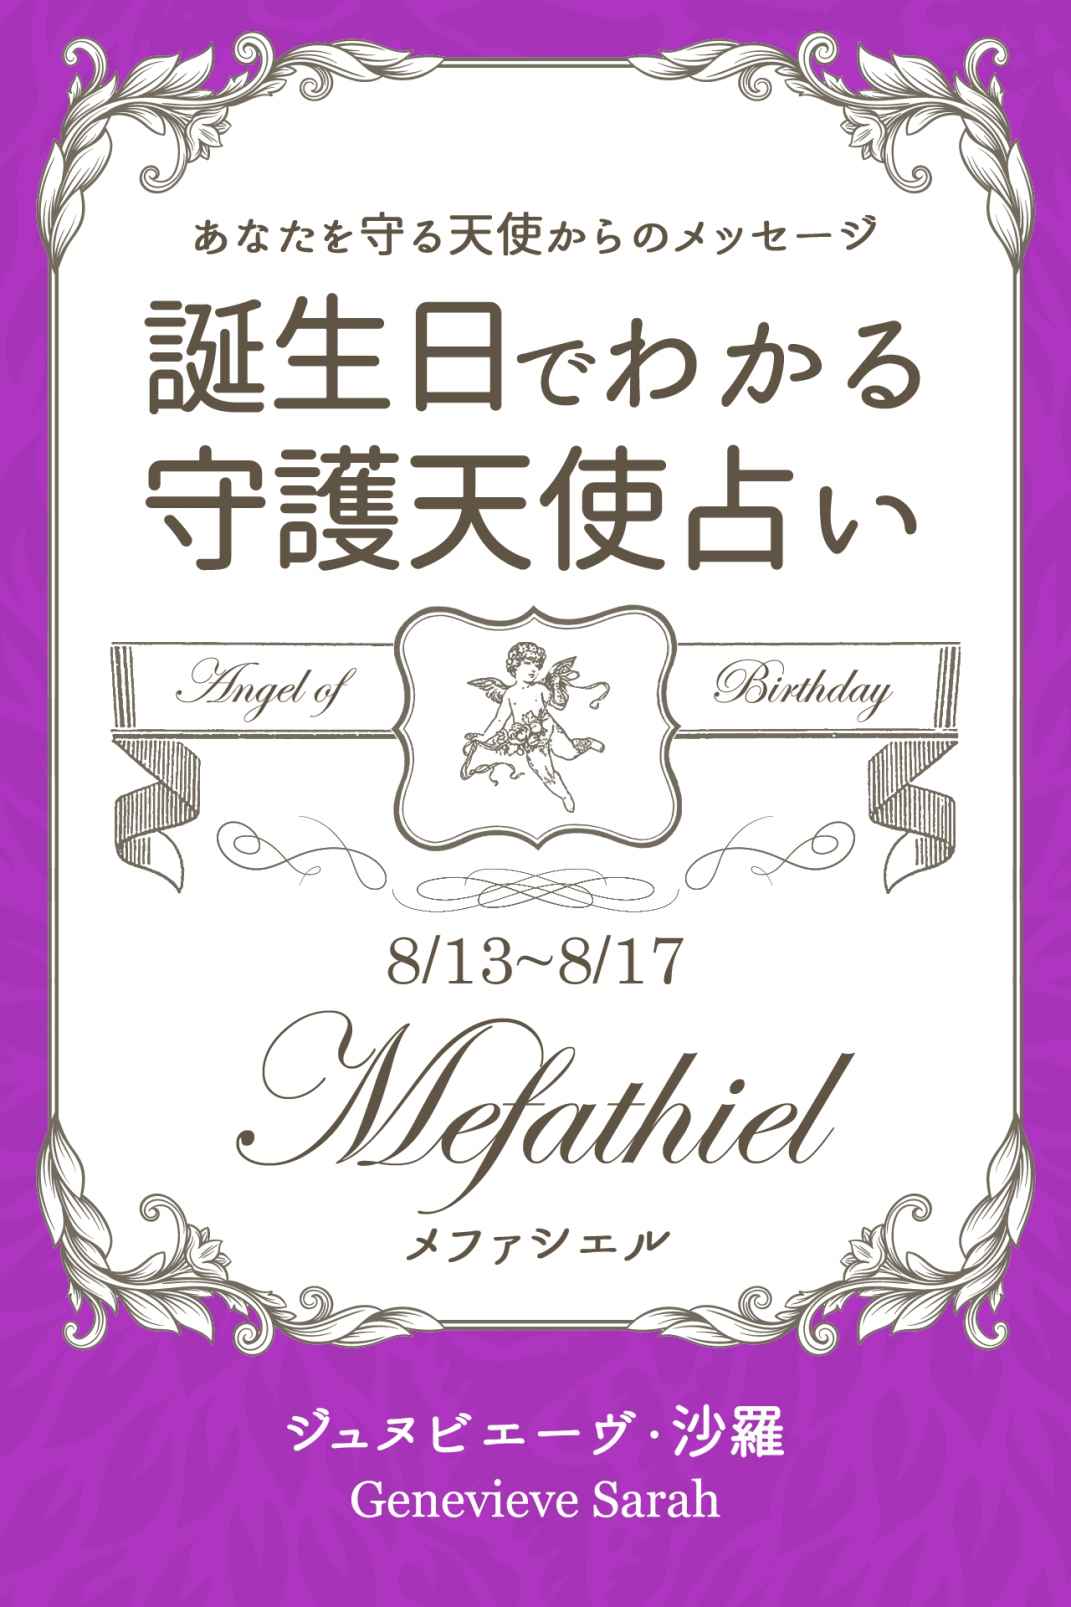 あなたを守る天使からのメッセージ
誕生日でわかる
守護天使占い
Angel of Birthday
8/13~8/17
Mefathiel
メファシエル
ジュヌビエーヴ・沙羅
Genevieve Sarah